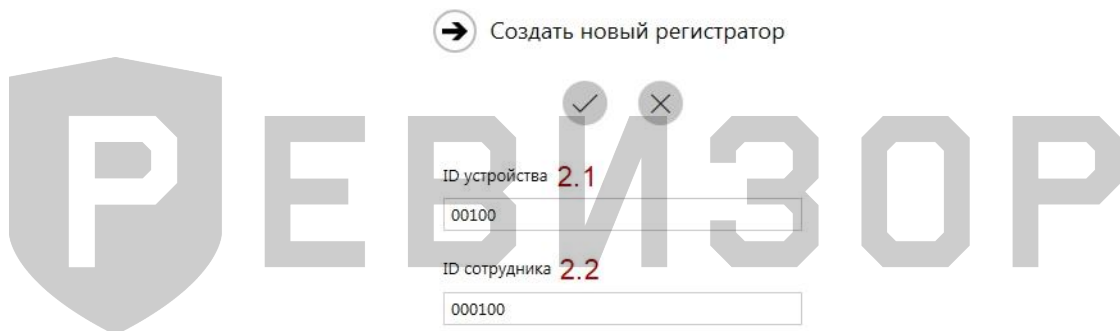 Создать новый регистратор
РЕВИЗОР
ID устройства 2.1
00100
ID сотрудника 2.2
000100